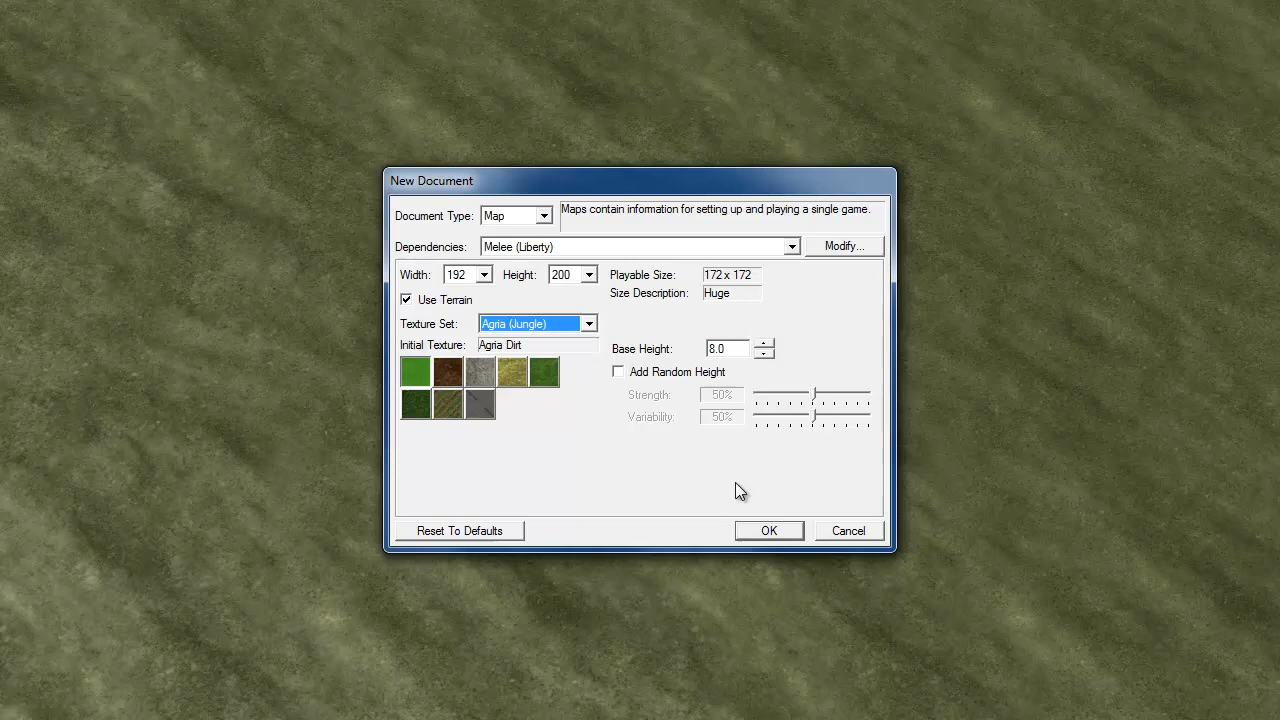 New Document
Document Type: Map Maps contain information for setting up and playing a single game.
Dependencies: Melee (Liberty) Modify...
Width: 192 Height: 200 Playable Size: 172 x 172
Size Description: Huge
Use Terrain
Texture Set: Agria (Jungle)
Initial Texture: Agria Dirt Base Height: 8.0
Add Random Height
Strength: 50%
Variability: 50%
Reset To Defaults OK Cancel